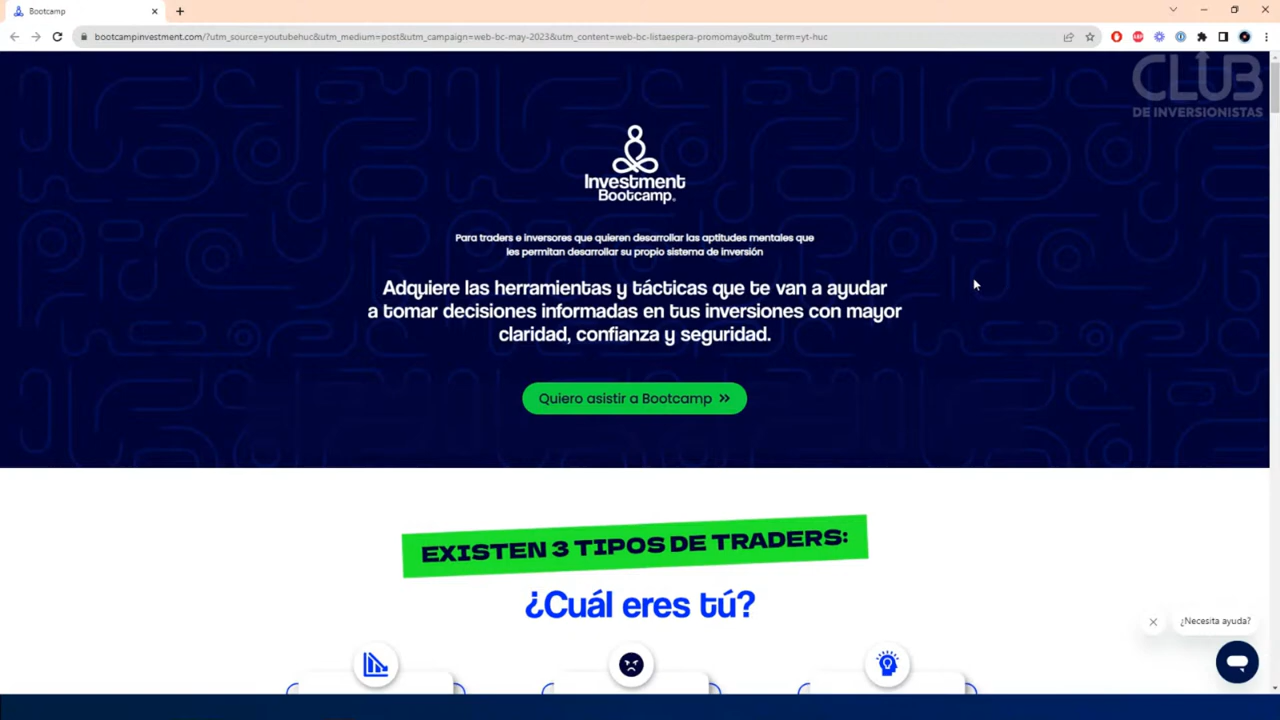 Bootcamp
bootcampinvestment.com/?utm_source=youtubehuc&utm_medium=post&utm_campaign=web-bc-may-2023&utm_content=web-bc-listaespera-promomayo&utm_term=yt-huc
CLUB
DE INVERSIONISTAS
Investment
Bootcamp®
Para traders e inversores que quieren desarrollar las aptitudes mentales que
les permitan desarrollar su propio sistema de inversión
Adquiere las herramientas y tácticas que te van a ayudar
a tomar decisiones informadas en tus inversiones con mayor
claridad, confianza y seguridad.
Quiero asistir a Bootcamp »
EXISTEN 3 TIPOS DE TRADERS:
¿Cuál eres tú?
¿Necesita ayuda?